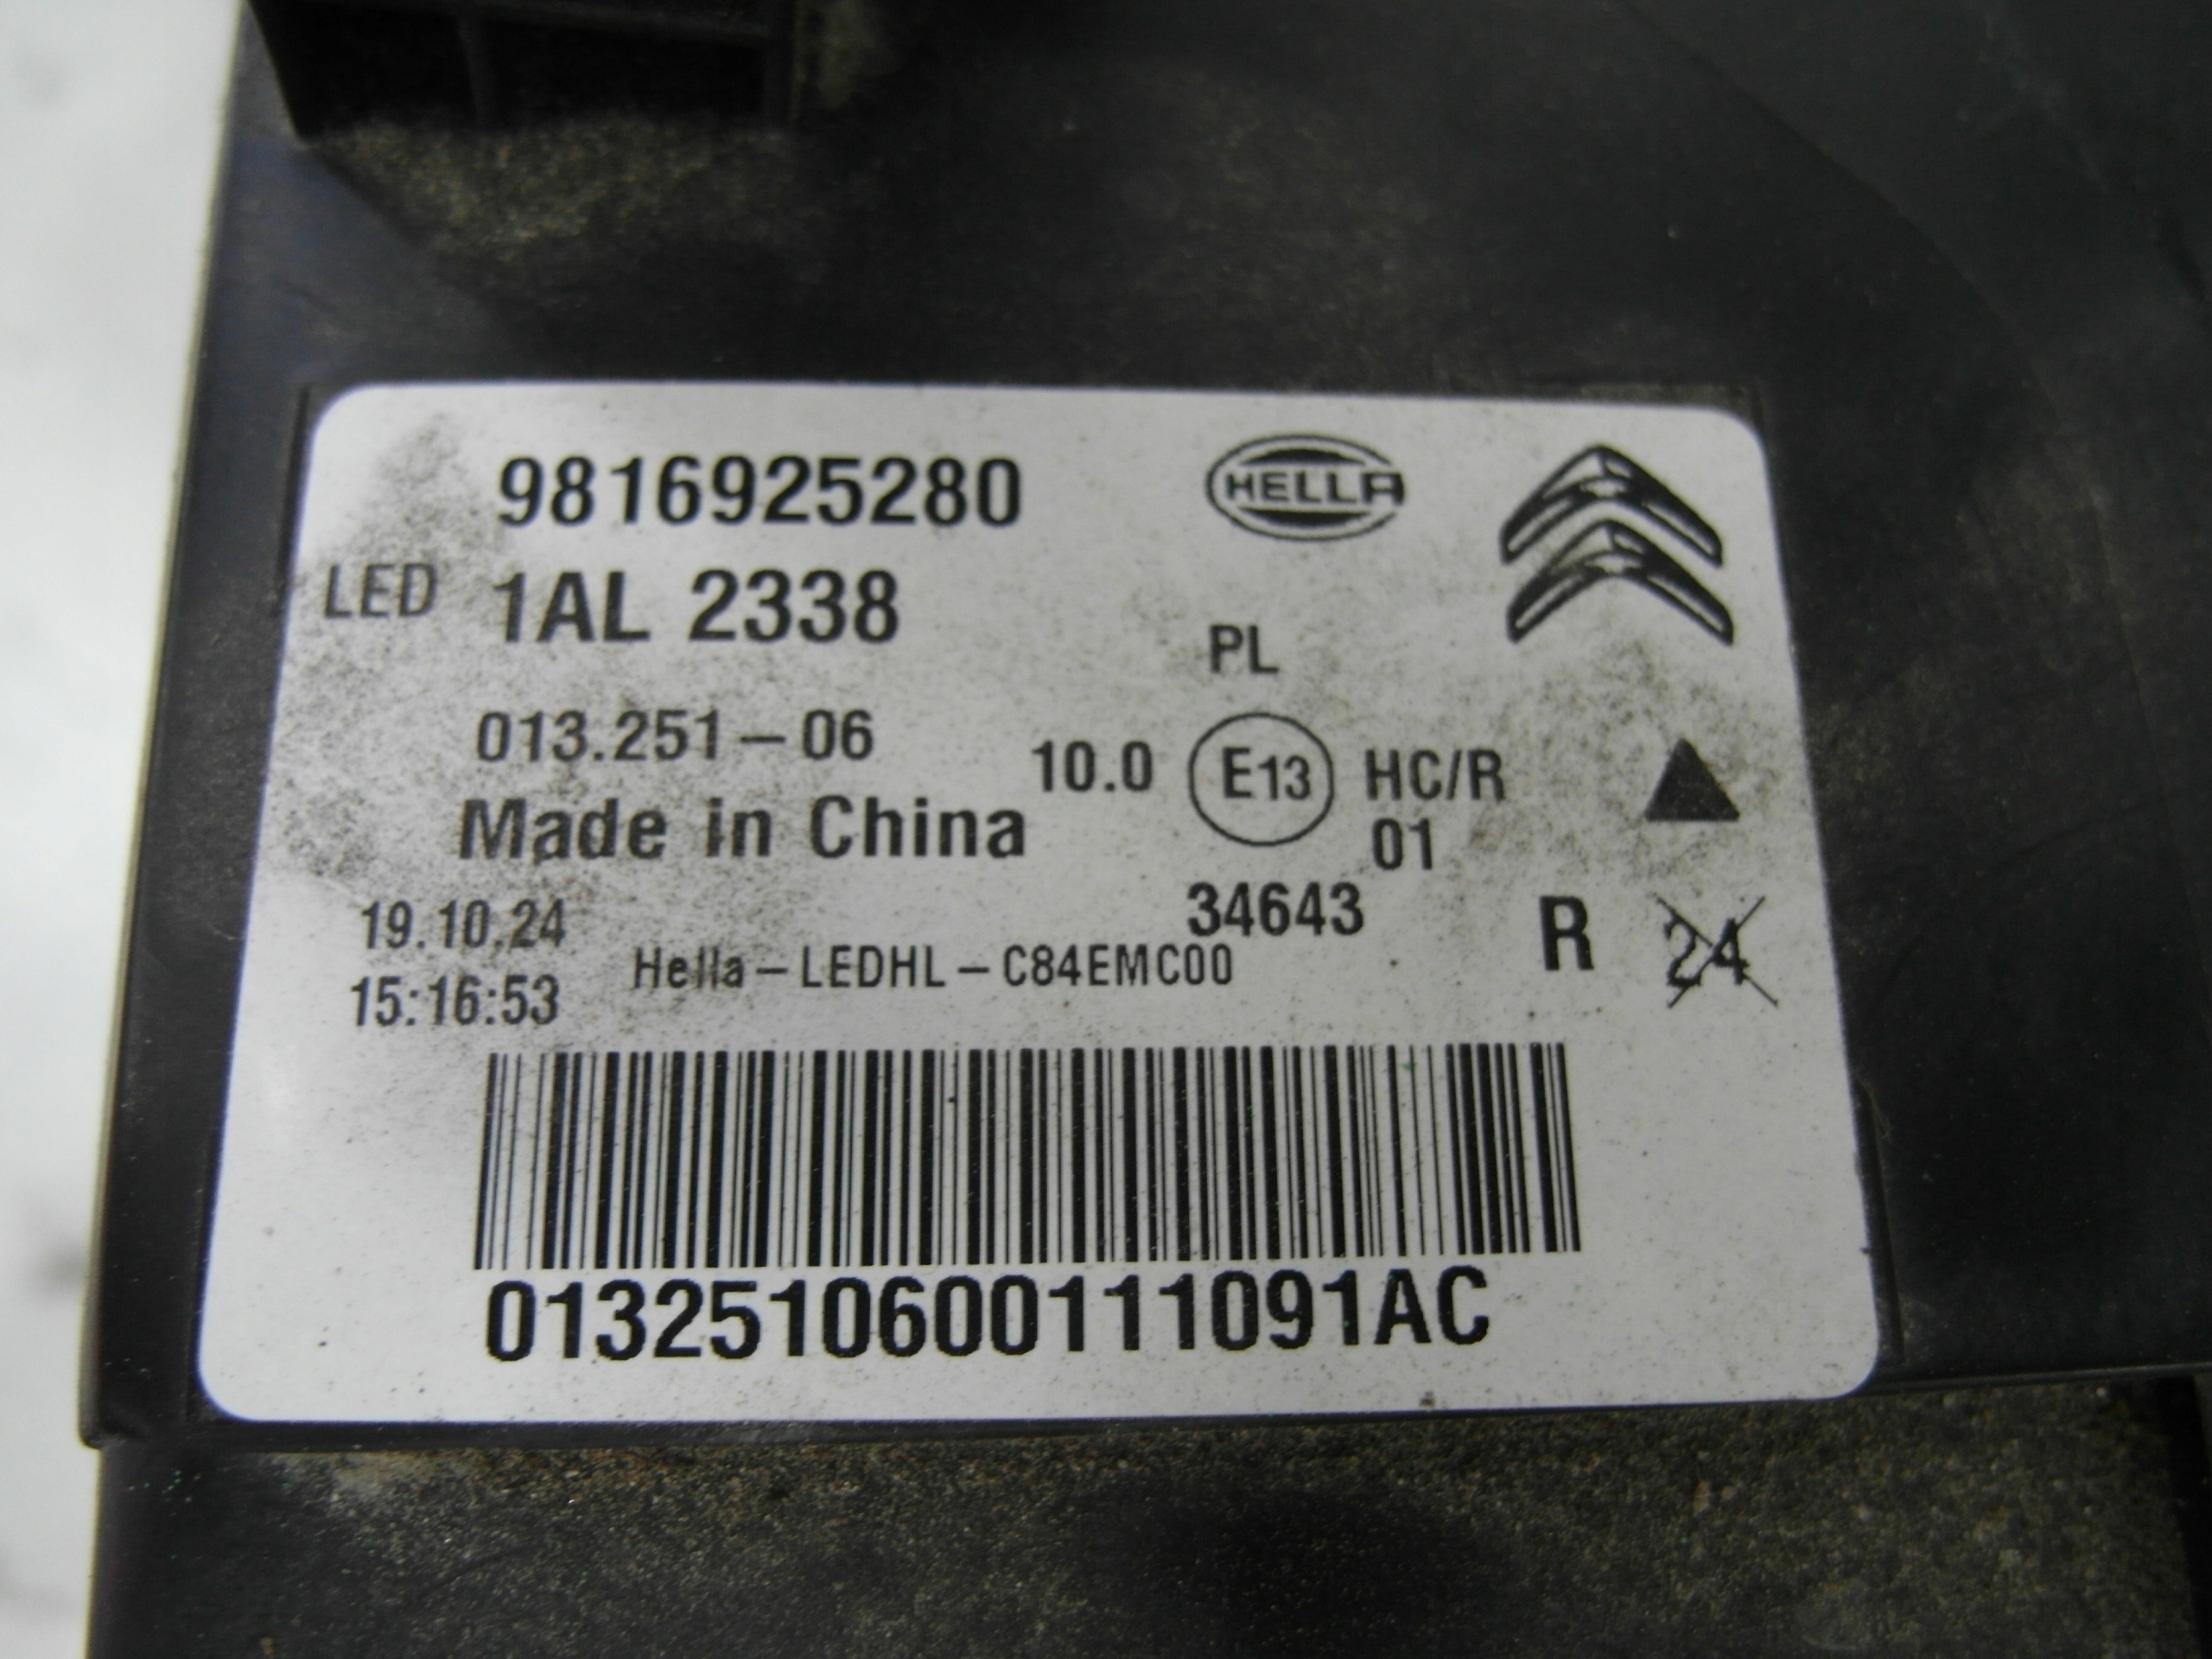 9816925280
HELLA
LED 1AL 2338
PL
013.251-06
10.0 E13 HC/R
01
Made in China
34643
19.10.24
15:16:53
Hella-LEDHL-C84EMC00
R 24
0132510600111091AC